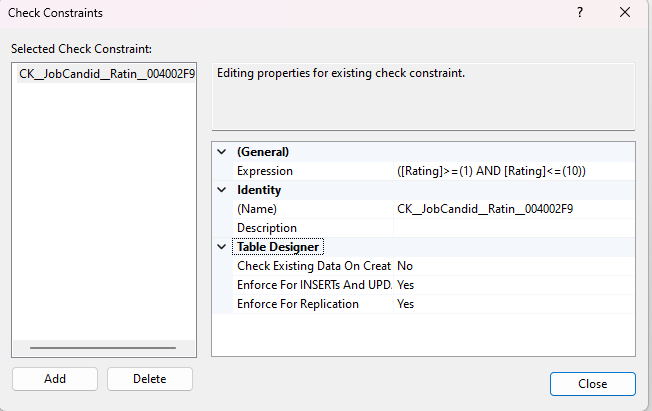 Check Constraints
?
Selected Check Constraint:
CK__JobCandid__Ratin__004002F9
Editing properties for existing check constraint.
(General)
Expression ([Rating]>=(1) AND [Rating]<=(10))
Identity
(Name) CK__JobCandid__Ratin__004002F9
Description
Table Designer
Check Existing Data On Creat No
Enforce For INSERTs And UPD. Yes
Enforce For Replication Yes
Add Delete
Close